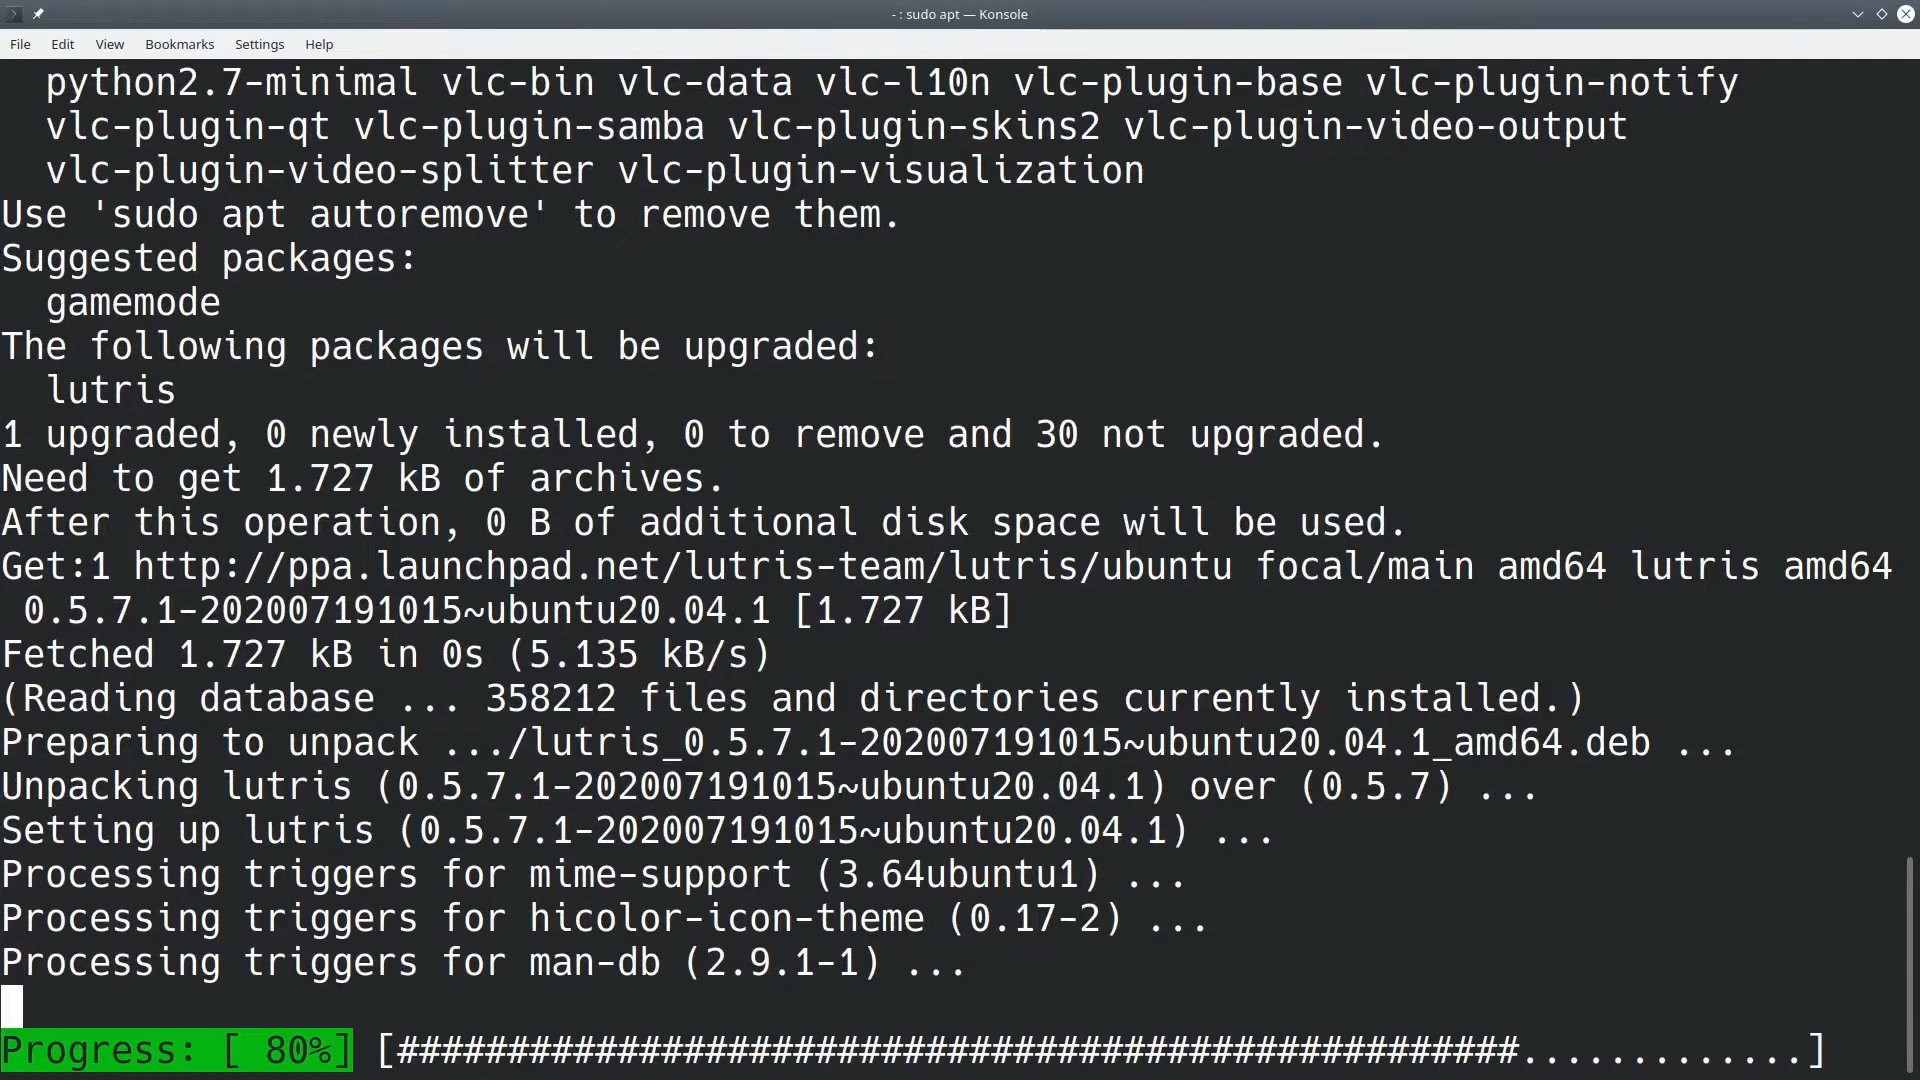 - : sudo apt — Konsole
File Edit View Bookmarks Settings Help
python2.7-minimal vlc-bin vlc-data vlc-l10n vlc-plugin-base vlc-plugin-notify
vlc-plugin-qt vlc-plugin-samba vlc-plugin-skins2 vlc-plugin-video-output
vlc-plugin-video-splitter vlc-plugin-visualization
Use 'sudo apt autoremove' to remove them.
Suggested packages:
gamemode
The following packages will be upgraded:
lutris
1 upgraded, 0 newly installed, 0 to remove and 30 not upgraded.
Need to get 1.727 kB of archives.
After this operation, 0 B of additional disk space will be used.
Get:1 http://ppa.launchpad.net/lutris-team/lutris/ubuntu focal/main amd64 lutris amd64
0.5.7.1-202007191015~ubuntu20.04.1 [1.727 kB]
Fetched 1.727 kB in 0s (5.135 kB/s)
(Reading database ... 358212 files and directories currently installed.)
Preparing to unpack .../lutris_0.5.7.1-202007191015~ubuntu20.04.1_amd64.deb ...
Unpacking lutris (0.5.7.1-202007191015~ubuntu20.04.1) over (0.5.7) ...
Setting up lutris (0.5.7.1-202007191015~ubuntu20.04.1) ...
Processing triggers for mime-support (3.64ubuntu1) ...
Processing triggers for hicolor-icon-theme (0.17-2) ...
Processing triggers for man-db (2.9.1-1) ...
Progress: [ 80%] [###################################################.............]